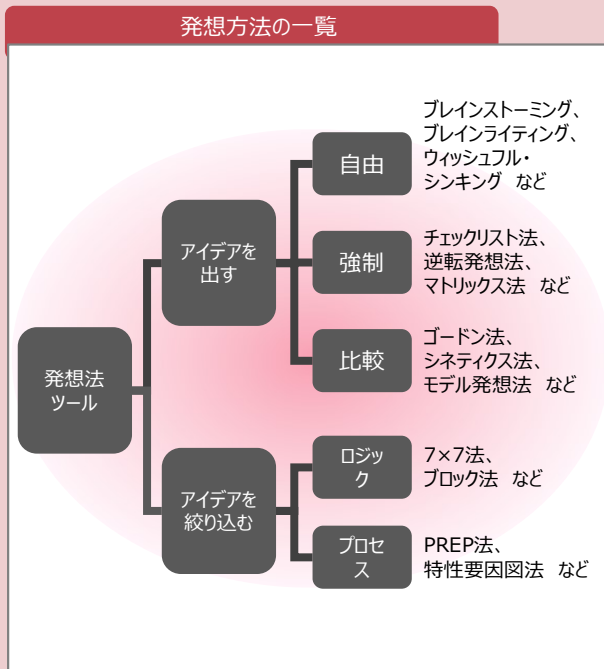 発想方法の一覧
発想法
ツール
アイデアを
出す
自由
ブレインストーミング、
ブレインライティング、
ウィッシュフル・
シンキング など
強制
チェックリスト法、
逆転発想法、
マトリックス法 など
比較
ゴードン法、
シネティクス法、
モデル発想法 など
アイデアを
絞り込む
ロジッ
ク
7×7法、
ブロック法 など
プロセ
ス
PREP法、
特性要因図法 など